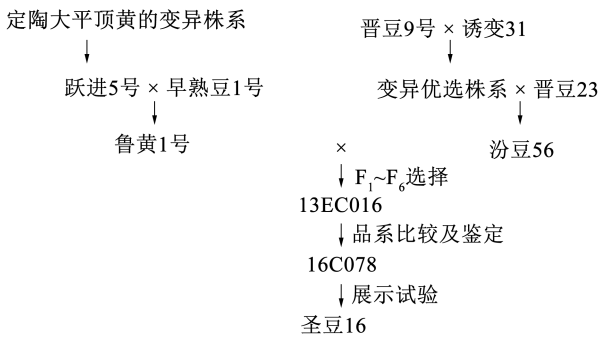 定陶大平顶黄的变异株系
晋豆9号 × 诱变31
跃进5号 × 早熟豆1号
变异优选株系 × 晋豆23
鲁黄1号
×
汾豆56
F₁~F₆选择
13EC016
品系比较及鉴定
16C078
展示试验
圣豆16